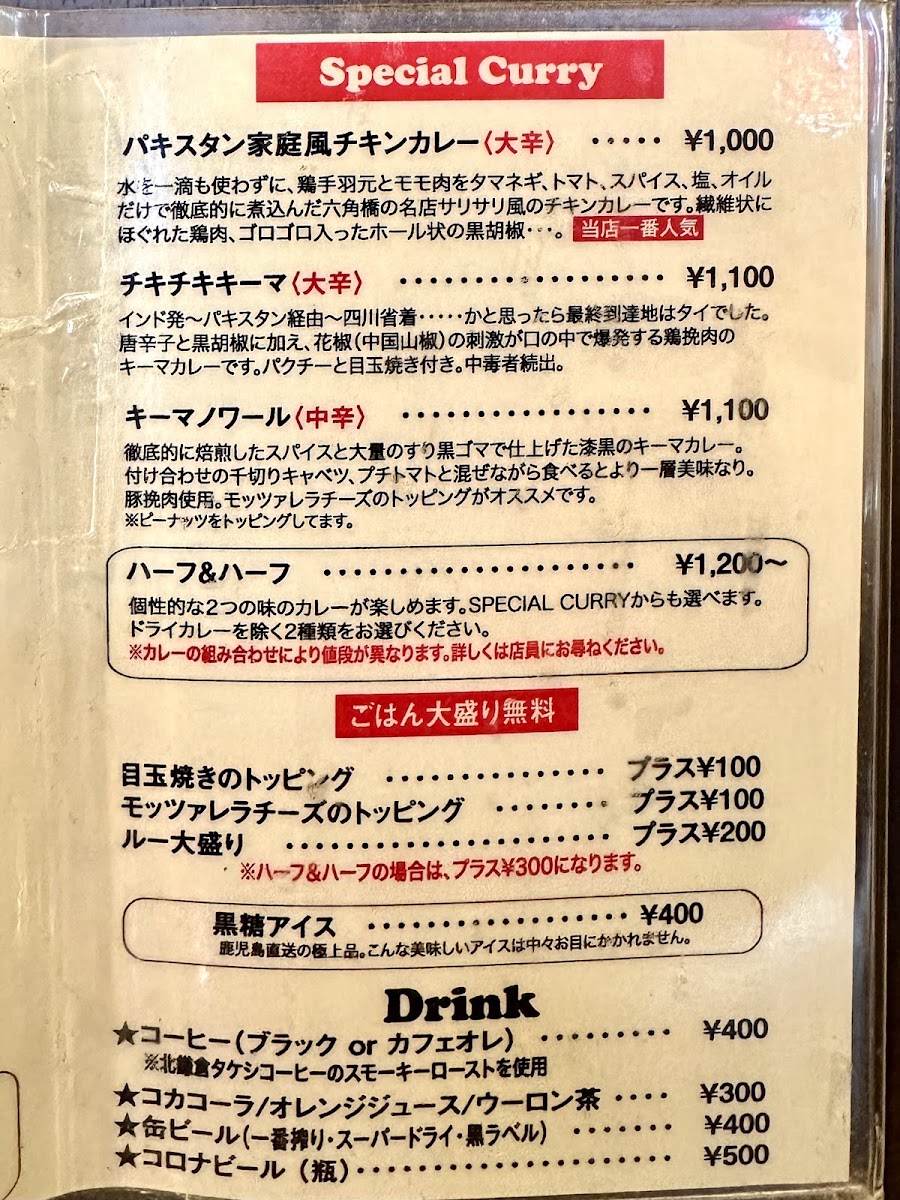 Special Curry
パキスタン家庭風チキンカレー〈大辛〉 ····· ¥1,000
水を一滴も使わずに、鶏手羽元とモモ肉をタマネギ、トマト、スパイス、塩、オイル
だけで徹底的に煮込んだ六角橋の名店サリサリ風のチキンカレーです。繊維状に
ほぐれた鶏肉、ゴロゴロ入ったホール状の黒胡椒･･･。 当店一番人気
チキチキキーマ〈大辛〉 ··················· ¥1,100
インド発〜パキスタン経由〜四川省着･････かと思ったら最終到達地はタイでした。
唐辛子と黒胡椒に加え、花椒(中国山椒)の刺激が口の中で爆発する鶏挽肉の
キーマカレーです。パクチーと目玉焼き付き。中毒者続出。
キーマノワール〈中辛〉 ·················· ¥1,100
徹底的に焙煎したスパイスと大量のすり黒ゴマで仕上げた漆黒のキーマカレー。
付け合わせの千切りキャベツ、プチトマトと混ぜながら食べるとより一層美味なり。
豚挽肉使用。モッツァレラチーズのトッピングがオススメです。
※ピーナッツをトッピングしてます。
ハーフ&ハーフ ······················ ¥1,200〜
個性的な2つの味のカレーが楽しめます。SPECIAL CURRYからも選べます。
ドライカレーを除く2種類をお選びください。
※カレーの組み合わせにより値段が異なります。詳しくは店員にお尋ねください。
ごはん大盛り無料
目玉焼きのトッピング ················ プラス¥100
モッツァレラチーズのトッピング ········ プラス¥100
ルー大盛り ······················· プラス¥200
※ハーフ&ハーフの場合は、プラス¥300になります。
黒糖アイス ··················· ¥400
鹿児島直送の極上品。こんな美味しいアイスは中々お目にかかれません。
Drink
★コーヒー(ブラック or カフェオレ) ········· ¥400
※北鎌倉タケシコーヒーのスモーキーローストを使用
★コカコーラ/オレンジジュース/ウーロン茶 ···· ¥300
★缶ビール(一番搾り･スーパードライ･黒ラベル) ······· ¥400
★コロナビール (瓶)······················ ¥500